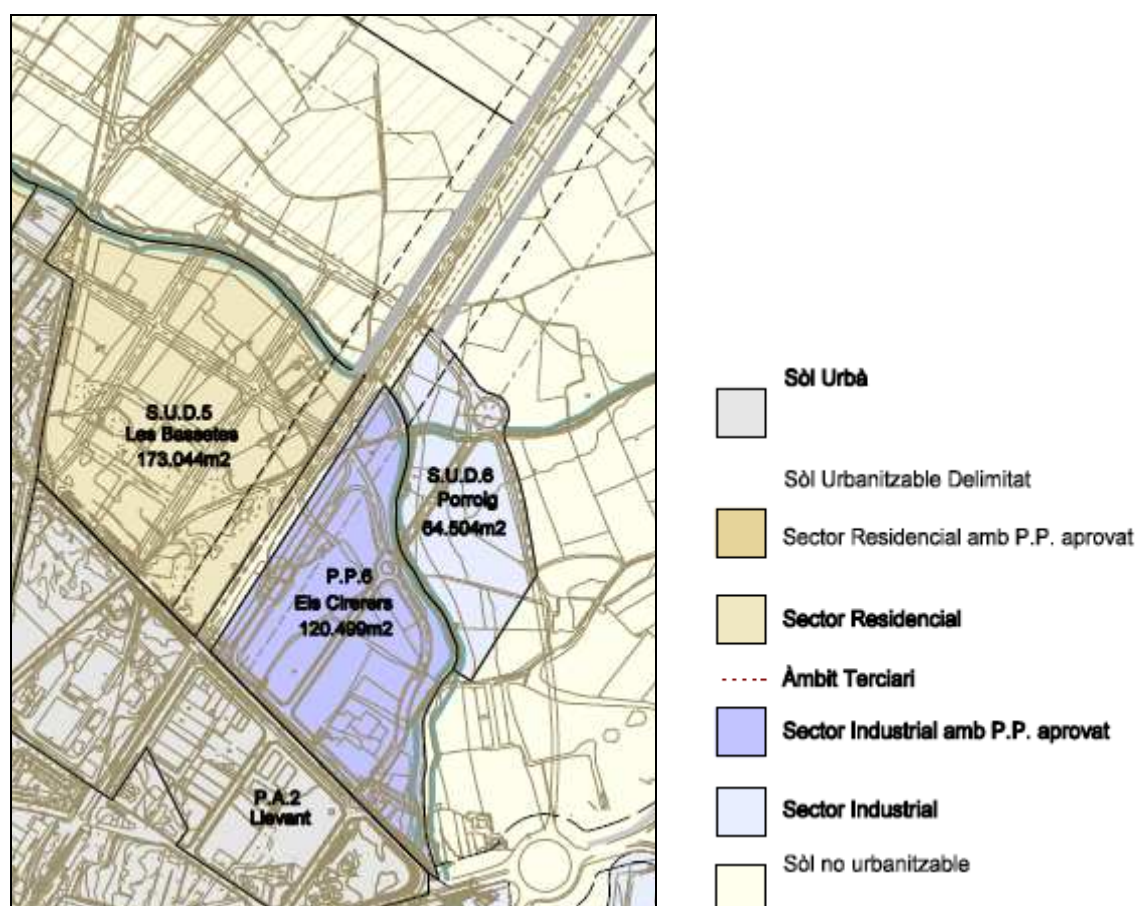 S.U.D.5
Les Bassetes
173.044m2
S.U.D.6
Porroig
64.504m2
P.P.6
Els Cirerers
120.499m2
P.A.2
Llevant
Sòl Urbà
Sòl Urbanitzable Delimitat
Sector Residencial amb P.P. aprovat
Sector Residencial
Àmbit Terciari
Sector Industrial amb P.P. aprovat
Sector Industrial
Sòl no urbanitzable